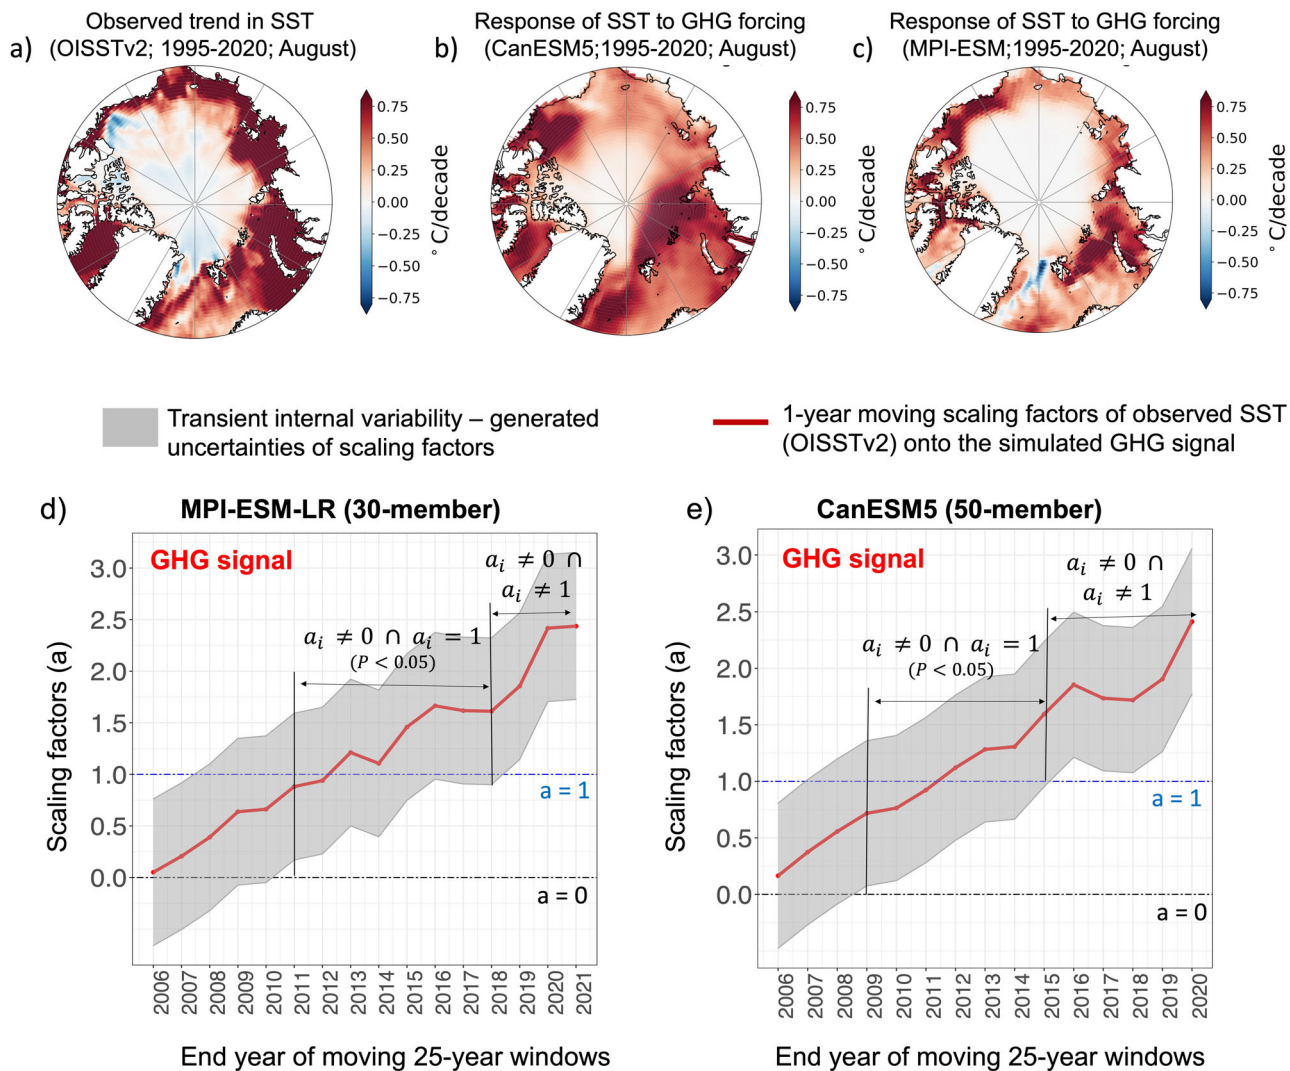 Observed trend in SST
(OISSTv2; 1995-2020; August)
a)
Response of SST to GHG forcing
(CanESM5;1995-2020; August)
b)
Response of SST to GHG forcing
(MPI-ESM;1995-2020; August)
c)
0.75
0.50
0.25
0.00
−0.25
−0.50
−0.75
°C/decade
0.75
0.50
0.25
0.00
−0.25
−0.50
−0.75
°C/decade
0.75
0.50
0.25
0.00
−0.25
−0.50
−0.75
°C/decade
Transient internal variability – generated
uncertainties of scaling factors
1-year moving scaling factors of observed SST
(OISSTv2) onto the simulated GHG signal
d)
MPI-ESM-LR (30-member)
GHG signal
a_i ≠ 0 ∩
a_i ≠ 1
a_i ≠ 0 ∩ a_i = 1
(P < 0.05)
a = 1
a = 0
Scaling factors (a)
3.0
2.5
2.0
1.5
1.0
0.5
0.0
2006 2007 2008 2009 2010 2011 2012 2013 2014 2015 2016 2017 2018 2019 2020 2021
End year of moving 25-year windows
e)
CanESM5 (50-member)
GHG signal
a_i ≠ 0 ∩
a_i ≠ 1
a_i ≠ 0 ∩ a_i = 1
(P < 0.05)
a = 1
a = 0
Scaling factors (a)
3.0
2.5
2.0
1.5
1.0
0.5
0.0
2006 2007 2008 2009 2010 2011 2012 2013 2014 2015 2016 2017 2018 2019 2020
End year of moving 25-year windows